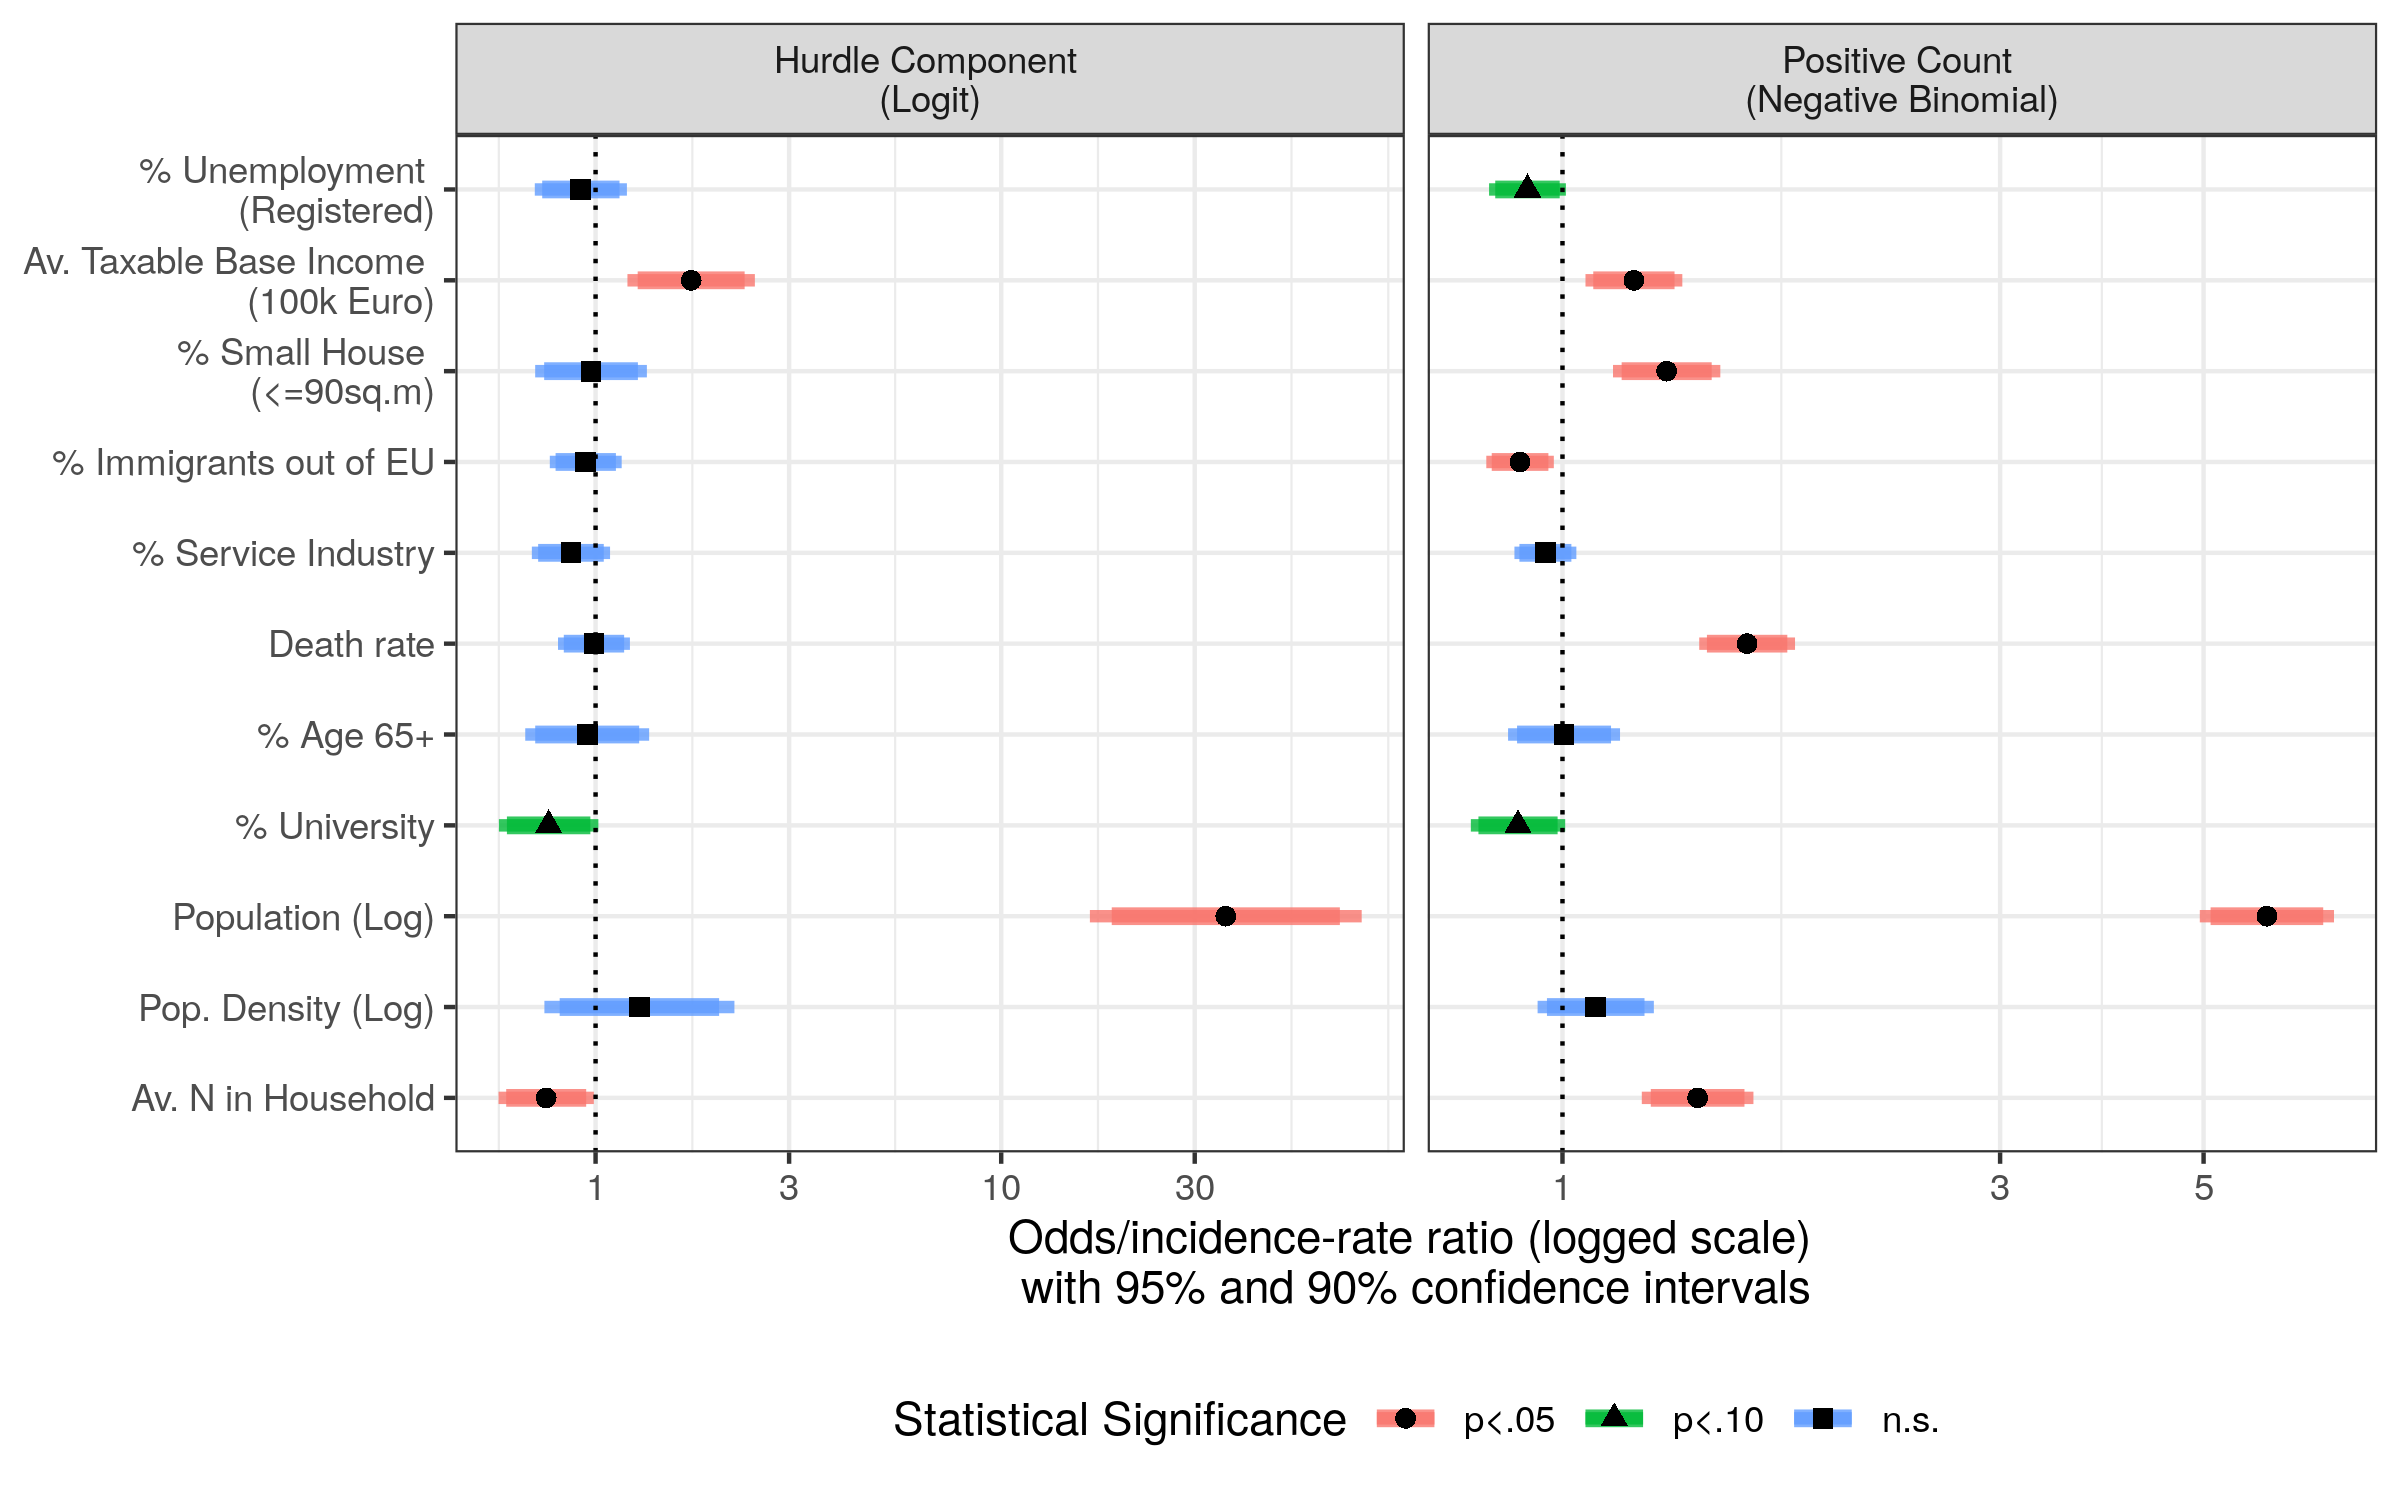 Hurdle Component
(Logit)
Positive Count
(Negative Binomial)
% Unemployment
(Registered)
Av. Taxable Base Income
(100k Euro)
% Small House
(<=90sq.m)
% Immigrants out of EU
% Service Industry
Death rate
% Age 65+
% University
Population (Log)
Pop. Density (Log)
Av. N in Household
1 3 10 30
1 3 5
Odds/incidence-rate ratio (logged scale)
with 95% and 90% confidence intervals
Statistical Significance p<.05 p<.10 n.s.